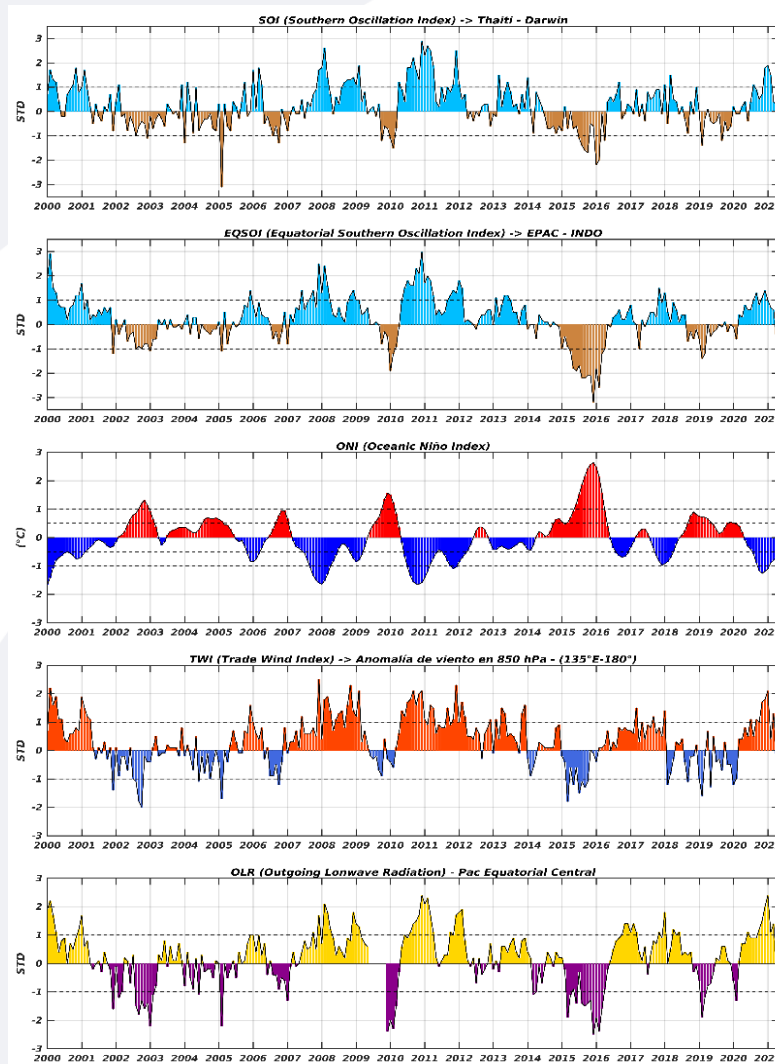 SOI (Southern Oscillation Index) -> Thaiti - Darwin
3
2
1
0
-1
-2
-3
STD
2000 2001 2002 2003 2004 2005 2006 2007 2008 2009 2010 2011 2012 2013 2014 2015 2016 2017 2018 2019 2020 202
EQSOI (Equatorial Southern Oscillation Index) -> EPAC - INDO
3
2
1
0
-1
-2
-3
STD
2000 2001 2002 2003 2004 2005 2006 2007 2008 2009 2010 2011 2012 2013 2014 2015 2016 2017 2018 2019 2020 202
ONI (Oceanic Niño Index)
3
2
1
0
-1
-2
-3
(°C)
2000 2001 2002 2003 2004 2005 2006 2007 2008 2009 2010 2011 2012 2013 2014 2015 2016 2017 2018 2019 2020 202
TWI (Trade Wind Index) -> Anomalía de viento en 850 hPa - (135°E-180°)
3
2
1
0
-1
-2
-3
STD
2000 2001 2002 2003 2004 2005 2006 2007 2008 2009 2010 2011 2012 2013 2014 2015 2016 2017 2018 2019 2020 202
OLR (Outgoing Lonwave Radiation) - Pac Equatorial Central
3
2
1
0
-1
-2
-3
STD
2000 2001 2002 2003 2004 2005 2006 2007 2008 2009 2010 2011 2012 2013 2014 2015 2016 2017 2018 2019 2020 202